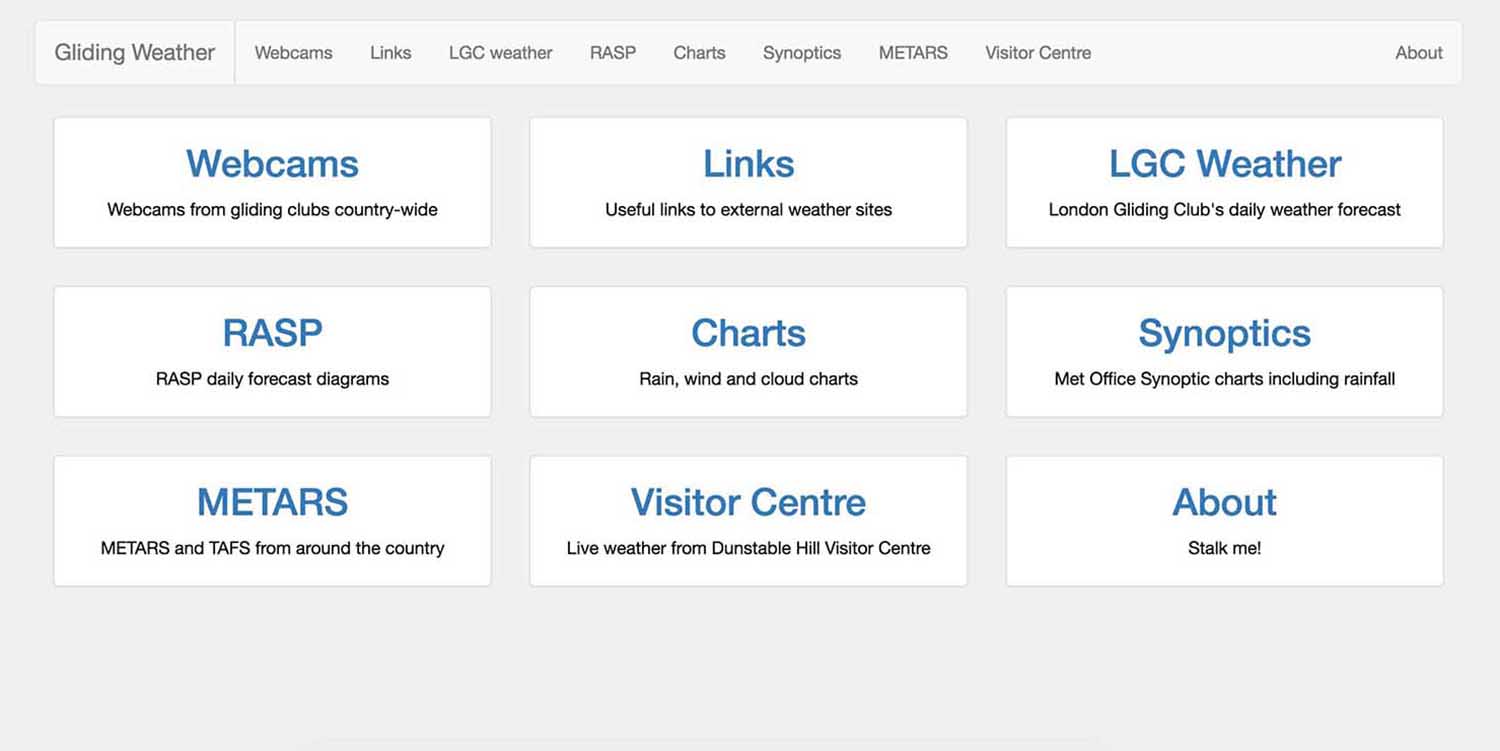 Gliding Weather Webcams Links LGC weather RASP Charts Synoptics METARS Visitor Centre About
Webcams
Webcams from gliding clubs country-wide
Links
Useful links to external weather sites
LGC Weather
London Gliding Club's daily weather forecast
RASP
RASP daily forecast diagrams
Charts
Rain, wind and cloud charts
Synoptics
Met Office Synoptic charts including rainfall
METARS
METARS and TAFS from around the country
Visitor Centre
Live weather from Dunstable Hill Visitor Centre
About
Stalk me!